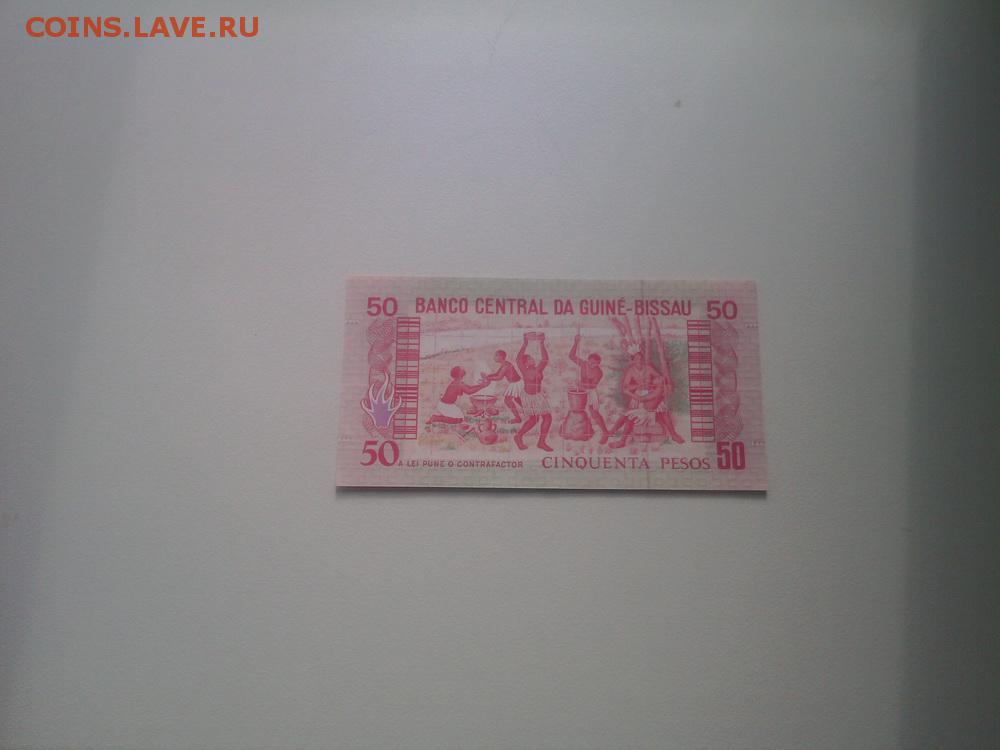 COINS.LAVE.RU
50 BANCO CENTRAL DA GUINÉ-BISSAU 50
50 A LEI PUNE O CONTRAFACTOR CINQUENTA PESOS 50